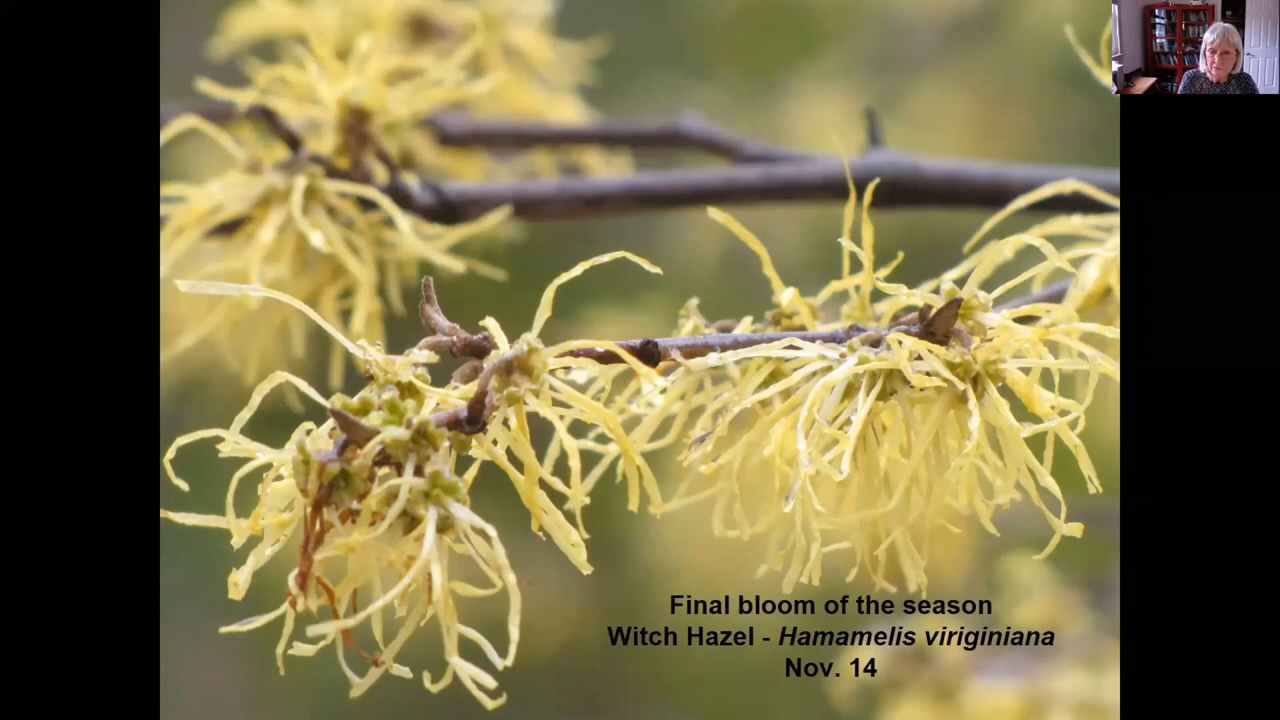 Final bloom of the season
Witch Hazel - Hamamelis viriginiana
Nov. 14